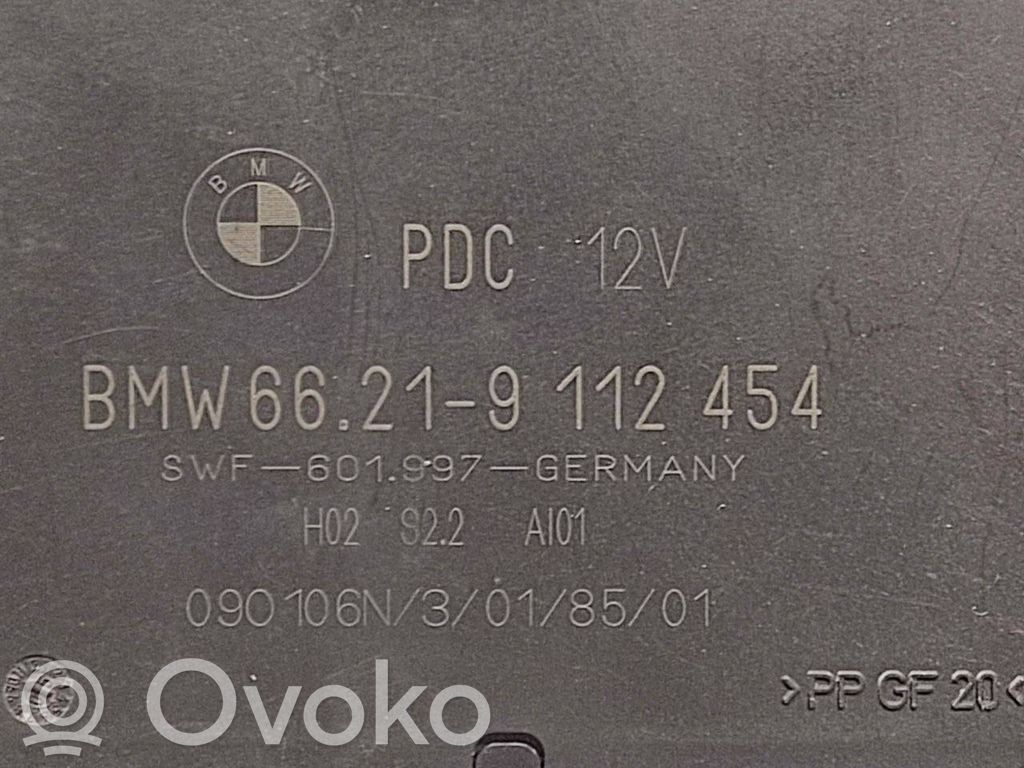 BMW
PDC 12V
BMW 66.21-9 112 454
SWF-601.997-GERMANY
H02 S2.2 AI01
090106N/3/01/85/01
>PP GF 20<
Ovoko